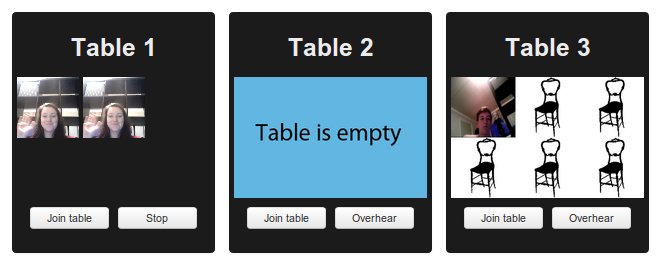 Table 1
Join table
Stop
Table 2
Table is empty
Join table
Overhear
Table 3
Join table
Overhear